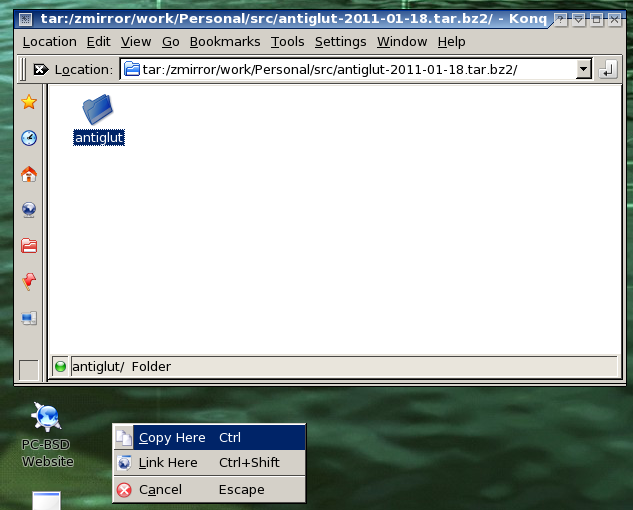 tar:/zmirror/work/Personal/src/antiglut-2011-01-18.tar.bz2/ - Konq
Location Edit View Go Bookmarks Tools Settings Window Help
Location: tar:/zmirror/work/Personal/src/antiglut-2011-01-18.tar.bz2/
antiglut
antiglut/ Folder
PC-BSD
Website
Copy Here Ctrl
Link Here Ctrl+Shift
Cancel Escape